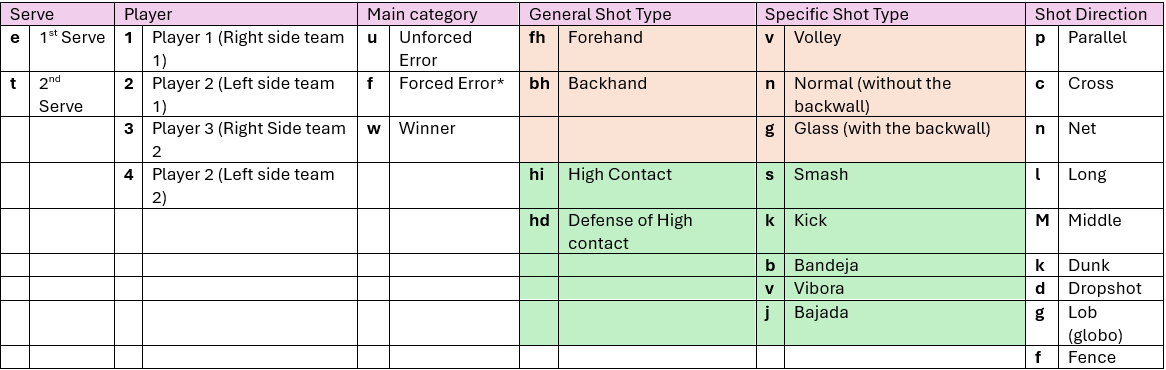 Serve Player Main category General Shot Type Specific Shot Type Shot Direction
e 1st Serve 1 Player 1 (Right side team u Unforced fh Forehand v Volley p Parallel
1) Error
t 2nd 2 Player 2 (Left side team f Forced Error* bh Backhand n Normal (without the c Cross
Serve 1) backwall)
3 Player 3 (Right Side team w Winner g Glass (with the backwall) n Net
2
4 Player 2 (Left side team hi High Contact s Smash l Long
2)
hd Defense of High k Kick M Middle
contact
b Bandeja k Dunk
v Vibora d Dropshot
j Bajada g Lob
(globo)
f Fence